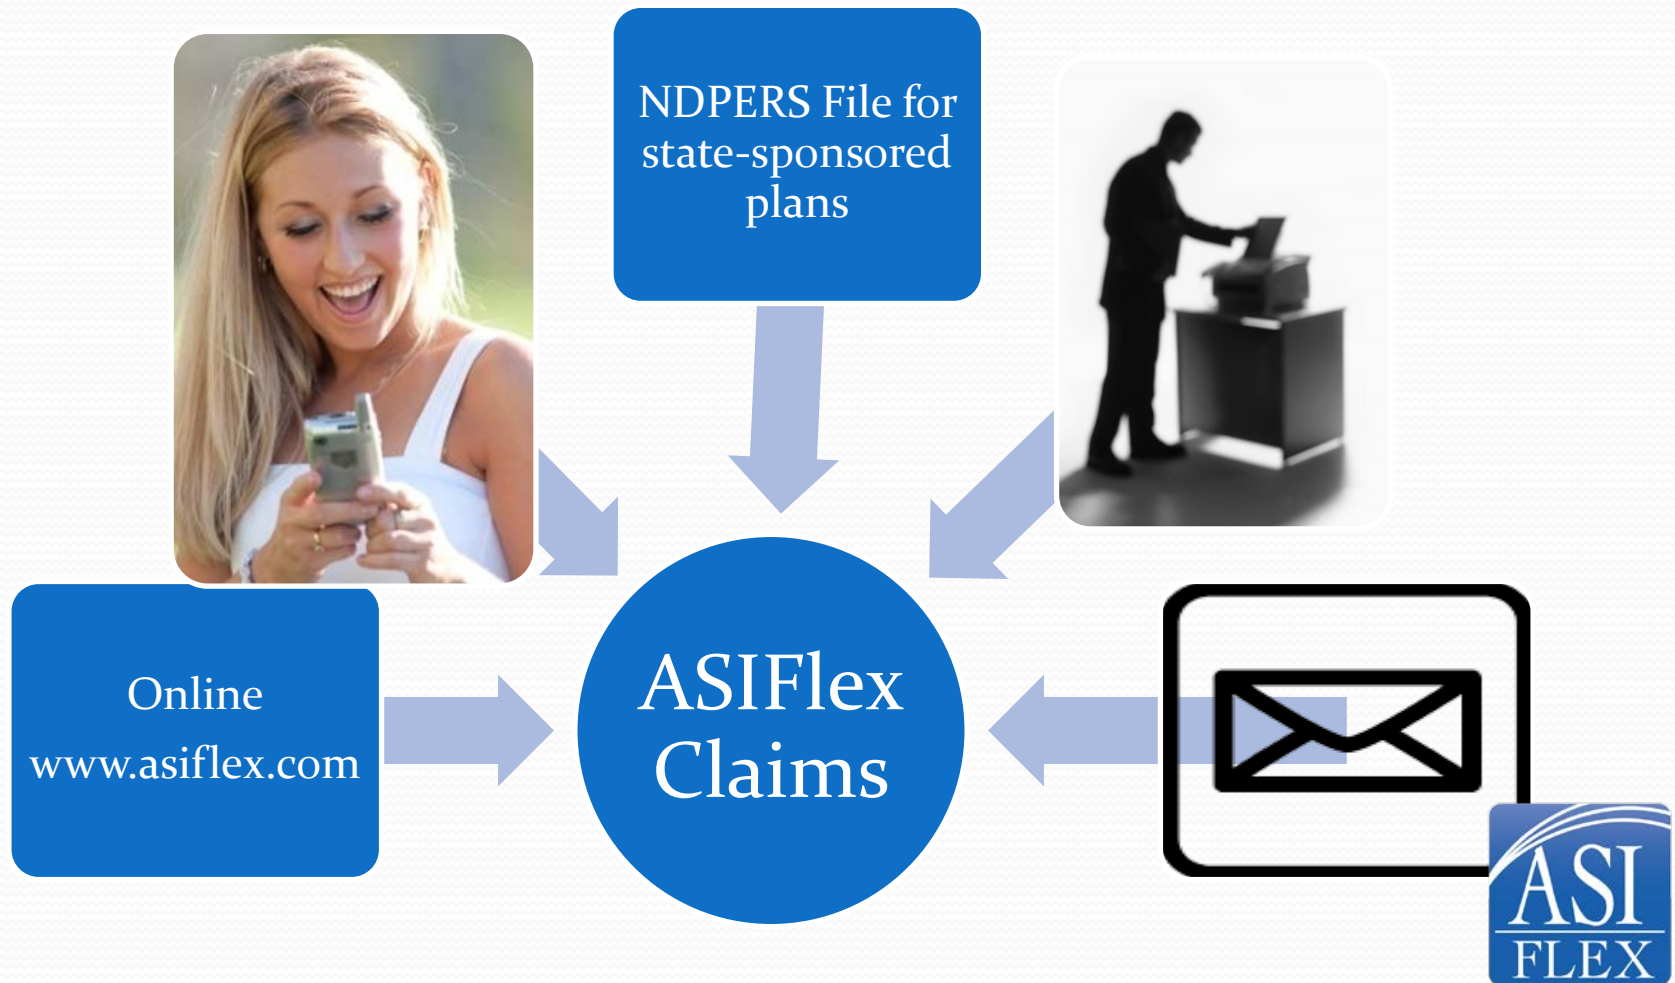 NDPERS File for
state-sponsored
plans
Online
www.asiflex.com
ASIFlex
Claims
ASI
FLEX